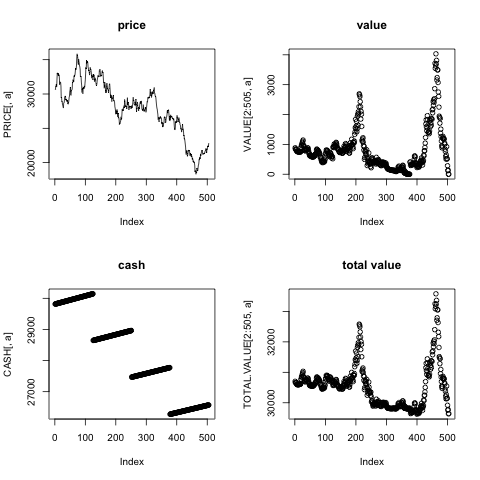 price
PRICE[, a]
20000 30000
0 100 200 300 400 500
Index
value
VALUE[2:505, a]
0 1000 3000
0 100 200 300 400 500
Index
cash
CASH[, a]
27000 29000
0 100 200 300 400 500
Index
total value
TOTAL.VALUE[2:505, a]
30000 32000
0 100 200 300 400 500
Index